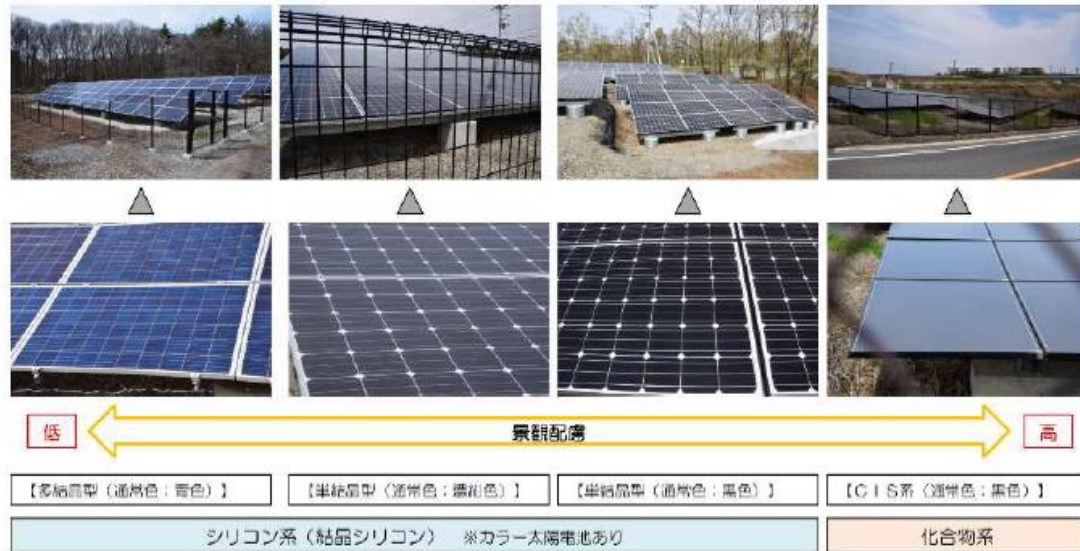 低
景観配慮
高
【多結晶型（通常色：青色）】
【単結晶型（通常色：濃紺色）】
【単結晶型（通常色：黒色）】
【ＣＩＳ系（通常色：黒色）】
シリコン系（結晶シリコン） ※カラー太陽電池あり
化合物系